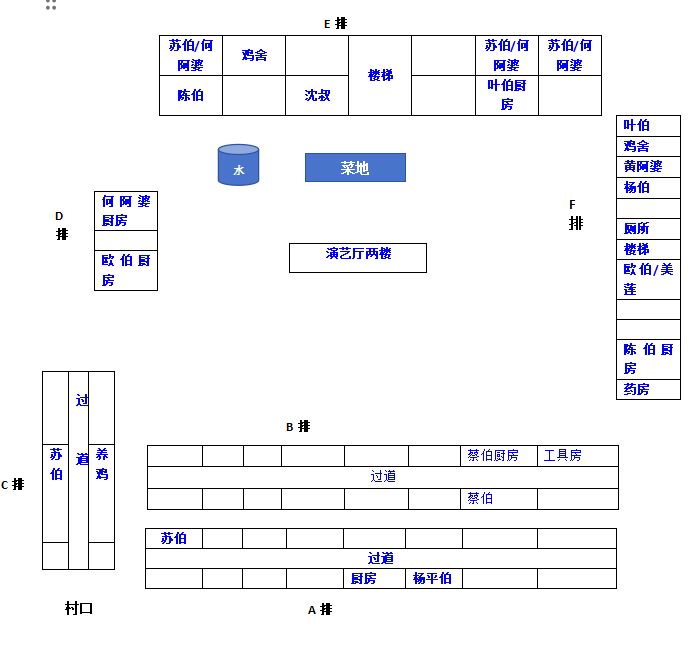 E 排
苏伯/何
阿婆
鸡舍
楼梯
苏伯/何
阿婆
苏伯/何
阿婆
陈伯
沈叔
叶伯厨
房
叶伯
鸡舍
黄阿婆
杨伯
厕所
楼梯
欧伯/美
莲
陈伯厨
房
药房
F
排
水
菜地
D
排
何阿婆
厨房
欧伯厨
房
演艺厅两楼
过
道
苏
伯
养
鸡
C 排
B 排
蔡伯厨房
工具房
过道
蔡伯
苏伯
过道
厨房
杨平伯
村口
A 排